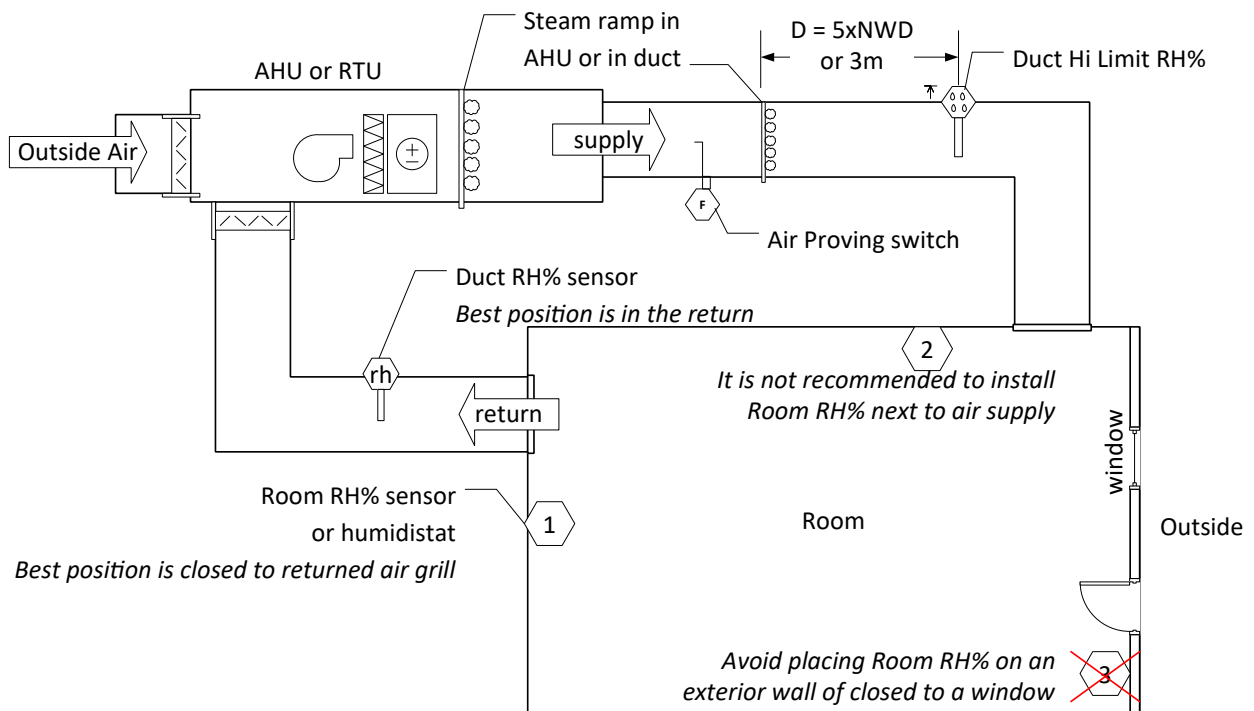 Steam ramp in
AHU or in duct
D = 5xNWD
or 3m
Duct Hi Limit RH%
AHU or RTU
Outside Air
supply
F
Air Proving switch
Duct RH% sensor
Best position is in the return
rh
return
2
It is not recommended to install
Room RH% next to air supply
window
Room RH% sensor
or humidistat
Best position is closed to returned air grill
1
Room
Outside
Avoid placing Room RH% on an
exterior wall of closed to a window
3